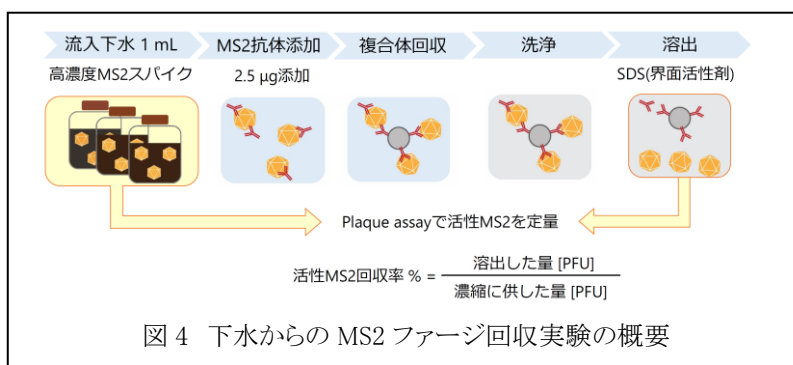 流入下水 1 mL
MS2抗体添加
複合体回収
洗浄
溶出
高濃度MS2スパイク
2.5 μg添加
SDS(界面活性剤)
Plaque assayで活性MS2を定量
活性MS2回収率 % =
溶出した量 [PFU]
濃縮に供した量 [PFU]
図 4 下水からの MS2 ファージ回収実験の概要